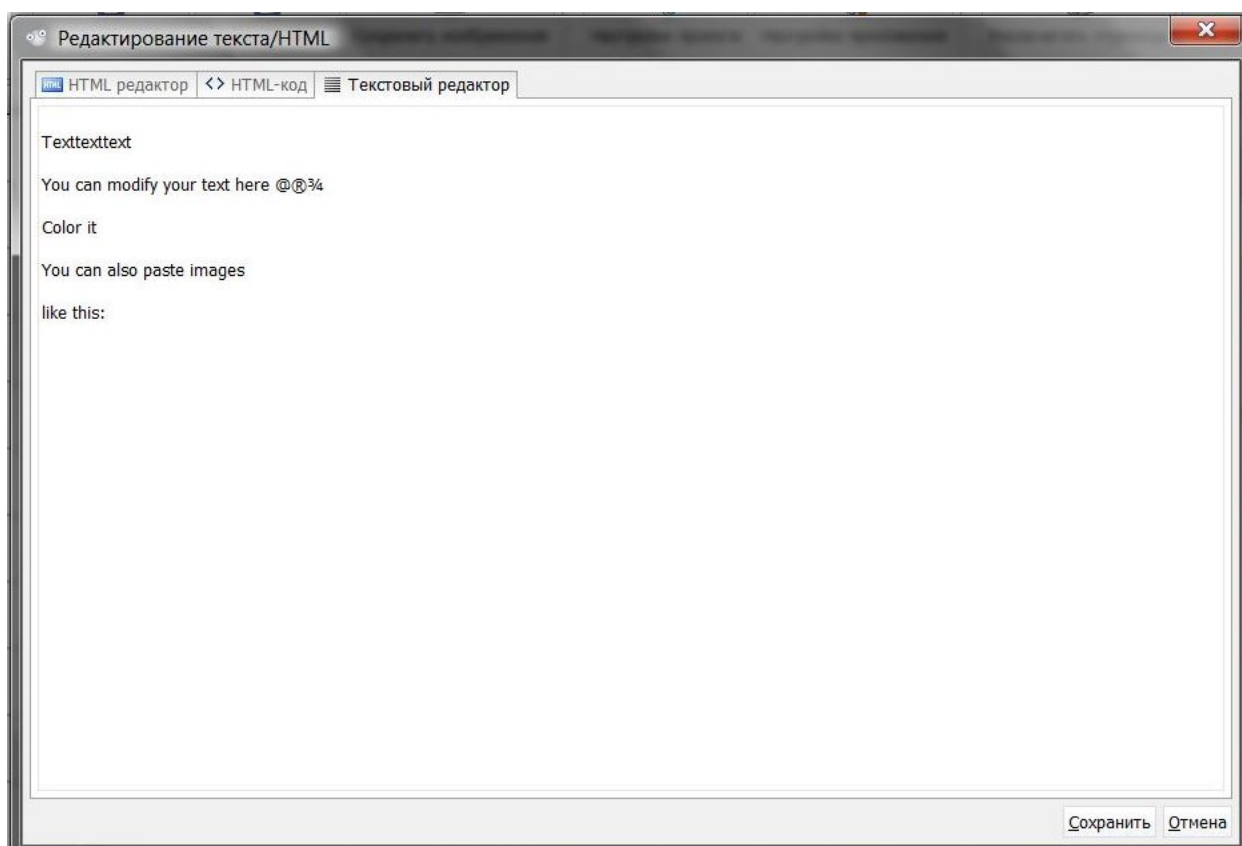 Редактирование текста/HTML
HTML редактор HTML-код Текстовый редактор
Texttexttext
You can modify your text here @®¾
Color it
You can also paste images
like this:
Сохранить Отмена